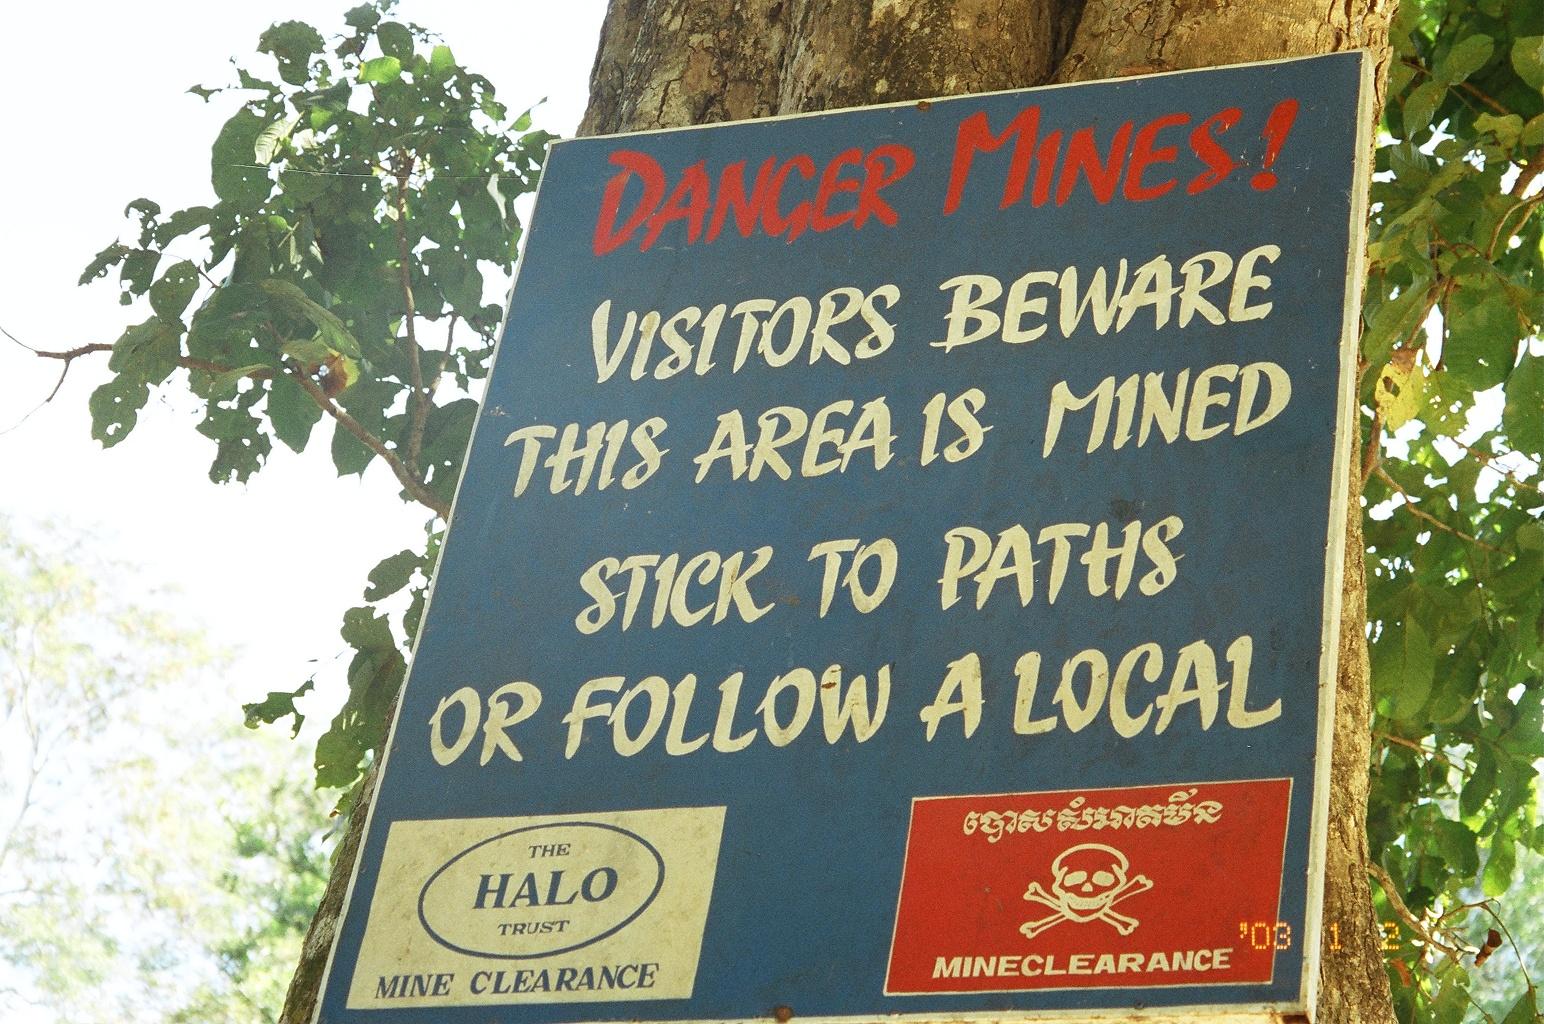 DANGER MINES!
VISITORS BEWARE
THIS AREA IS MINED
STICK TO PATHS
OR FOLLOW A LOCAL
THE
HALO
TRUST
MINE CLEARANCE
បោសសំអាតមីន
MINECLEARANCE
'03 1 2